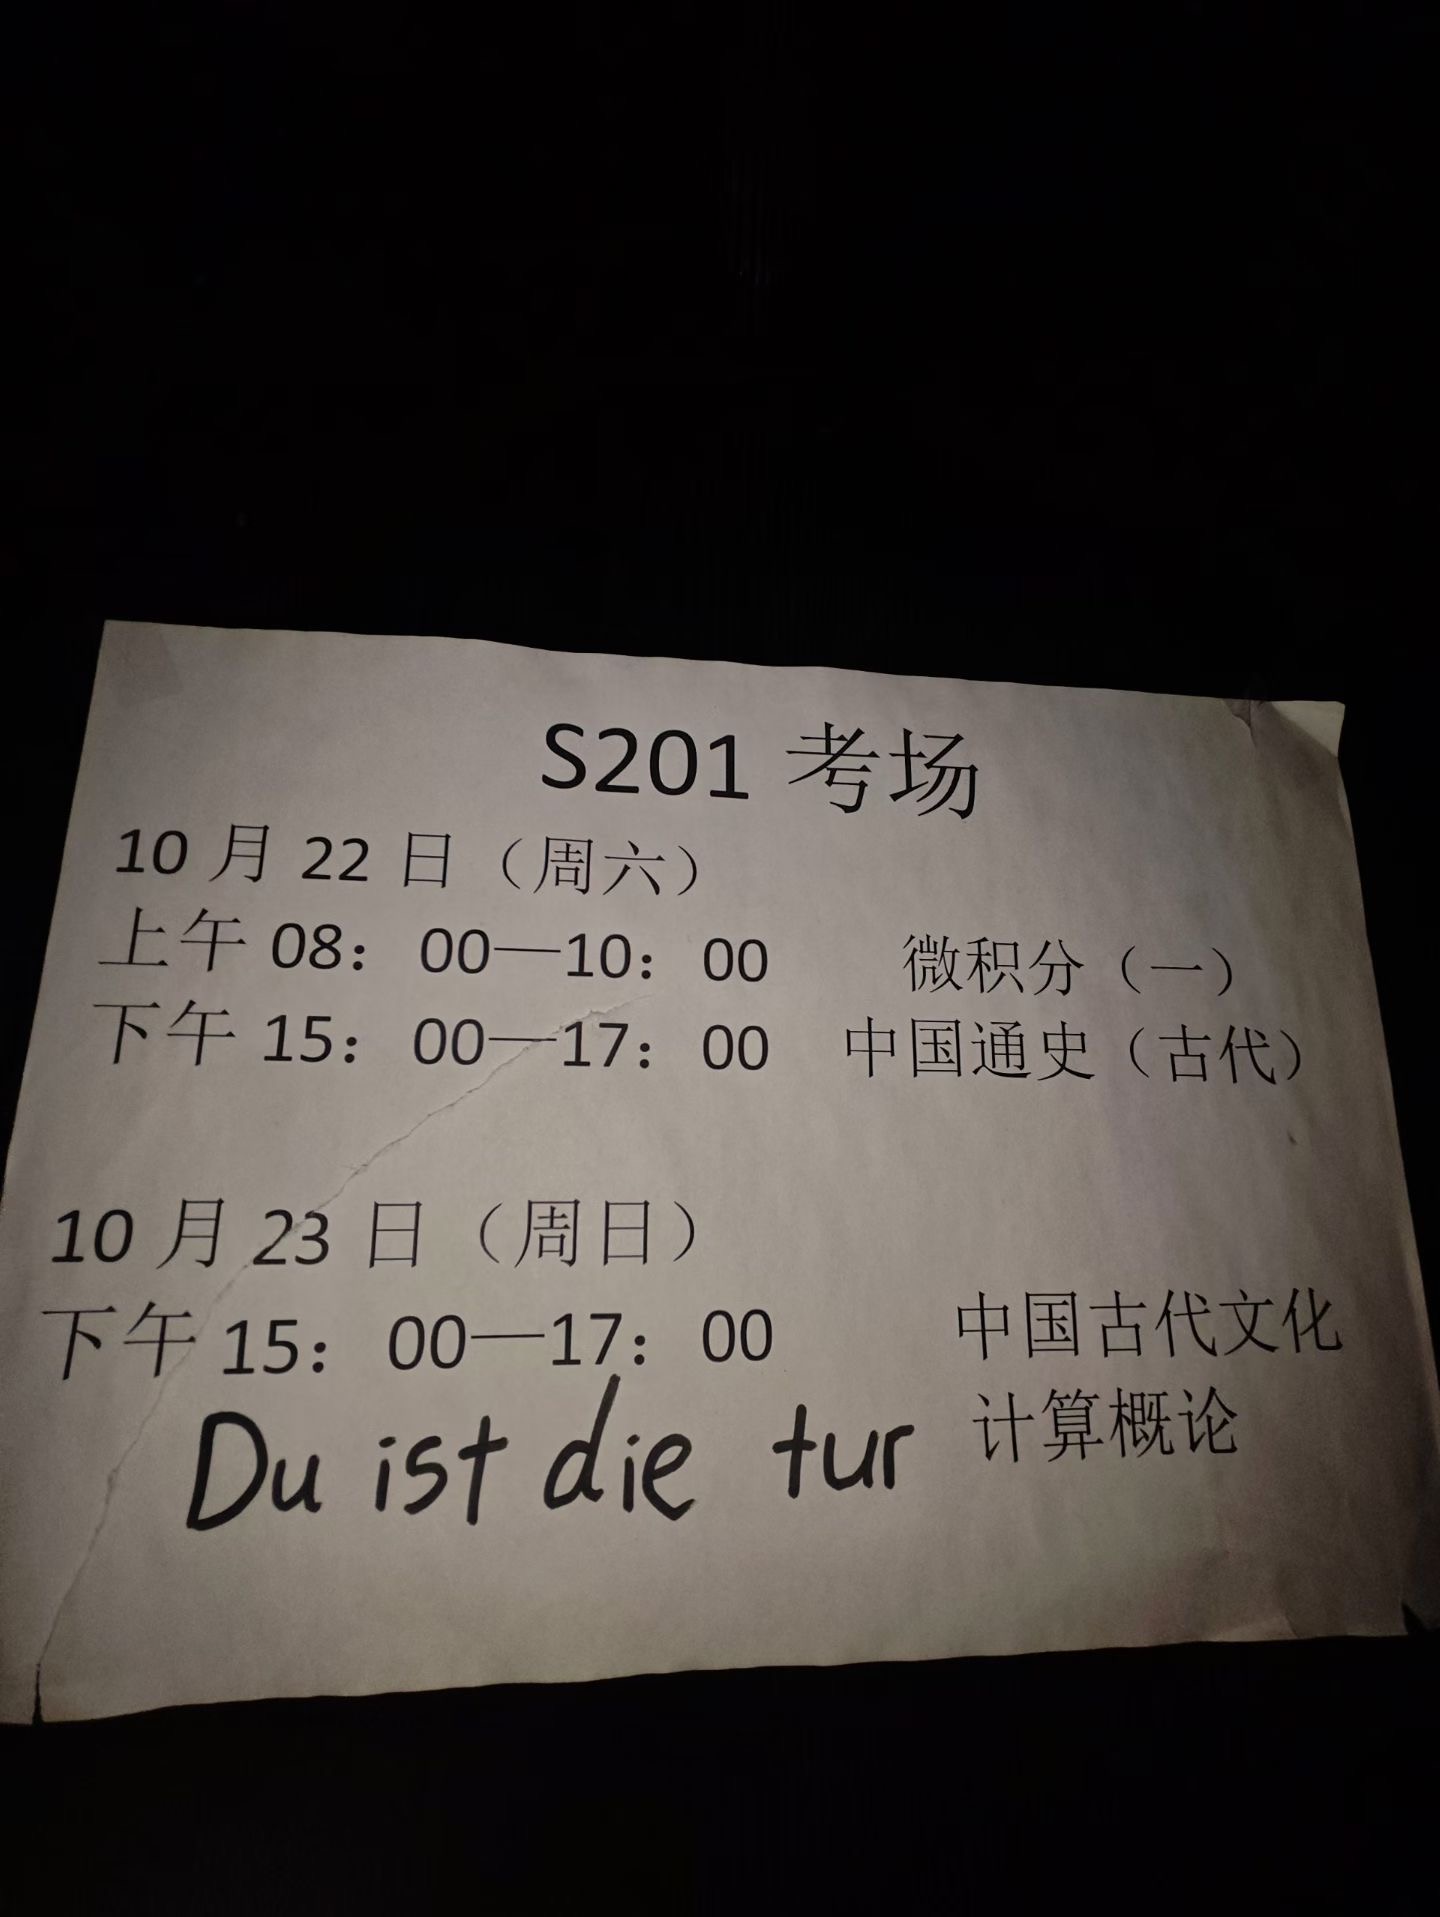 S201 考场
10 月 22 日（周六）
上午 08： 00—10： 00 微积分（一）
下午 15： 00—17： 00 中国通史（古代）
10 月 23 日（周日）
下午 15： 00—17： 00 中国古代文化
计算概论
Du ist die tur